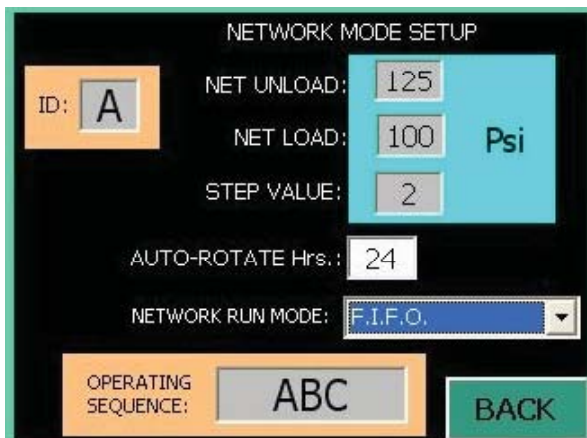 NETWORK MODE SETUP
ID: A
NET UNLOAD: 125
NET LOAD: 100 Psi
STEP VALUE: 2
AUTO-ROTATE Hrs.: 24
NETWORK RUN MODE: F.I.F.O.
OPERATING
SEQUENCE: ABC
BACK